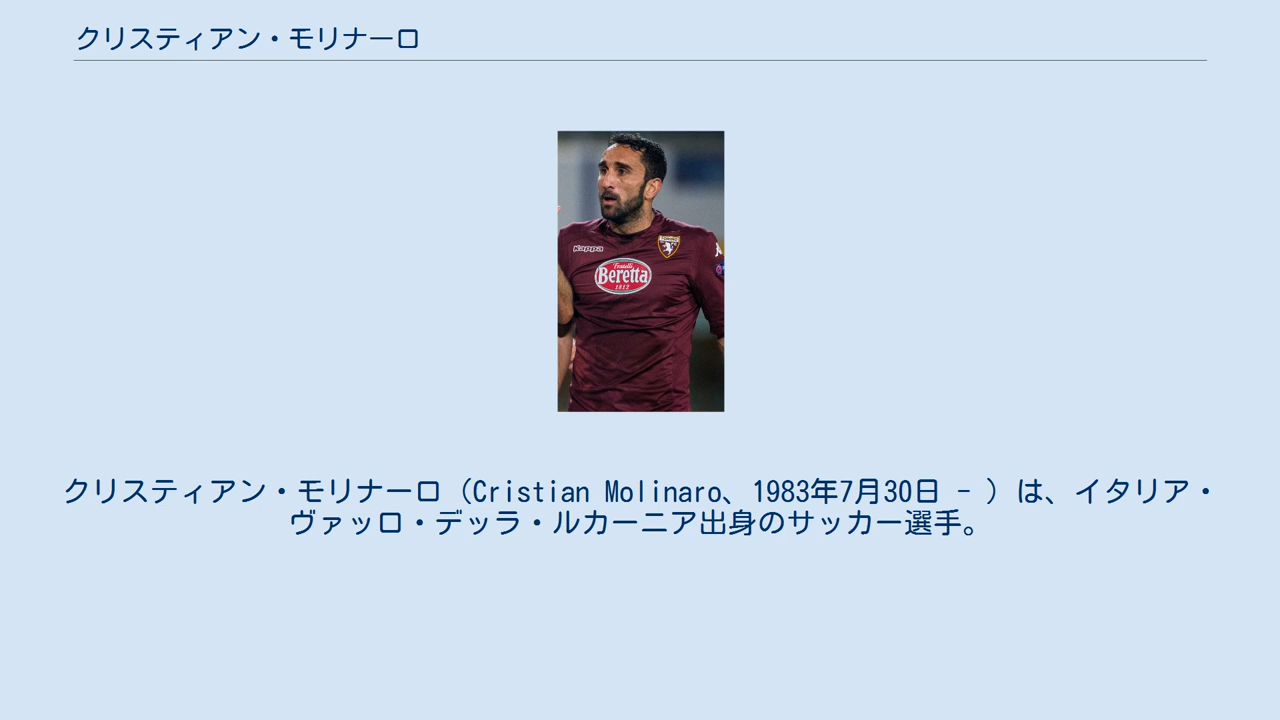 クリスティアン・モリナーロ
Kappa
TORINO
Fratelli
Beretta
1812
クリスティアン・モリナーロ（Cristian Molinaro、1983年7月30日 - ）は、イタリア・
ヴァッロ・デッラ・ルカーニア出身のサッカー選手。